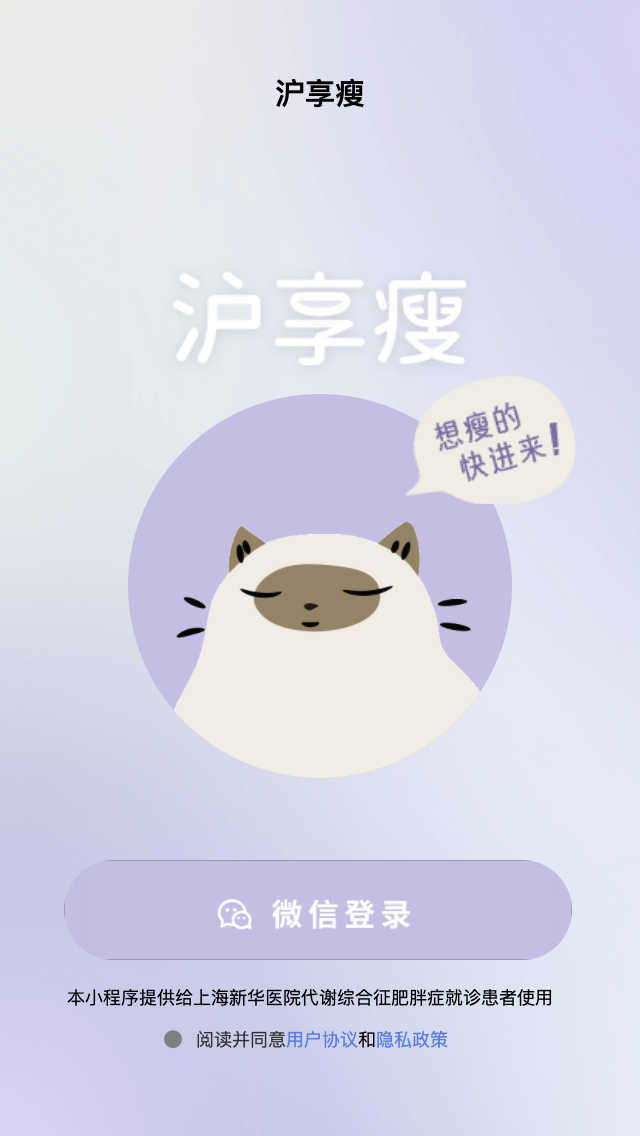 沪享瘦
沪享瘦
想瘦的
快进来!
微信登录
本小程序提供给上海新华医院代谢综合征肥胖症就诊患者使用
阅读并同意用户协议和隐私政策